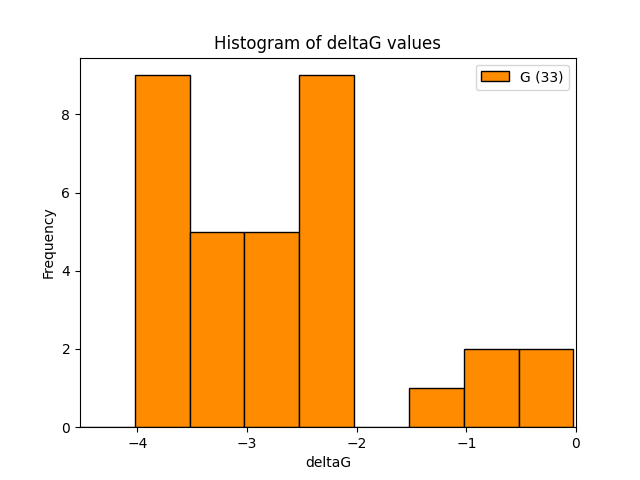 Histogram of deltaG values
G (33)
Frequency
8
6
4
2
0
−4
−3
−2
−1
0
deltaG